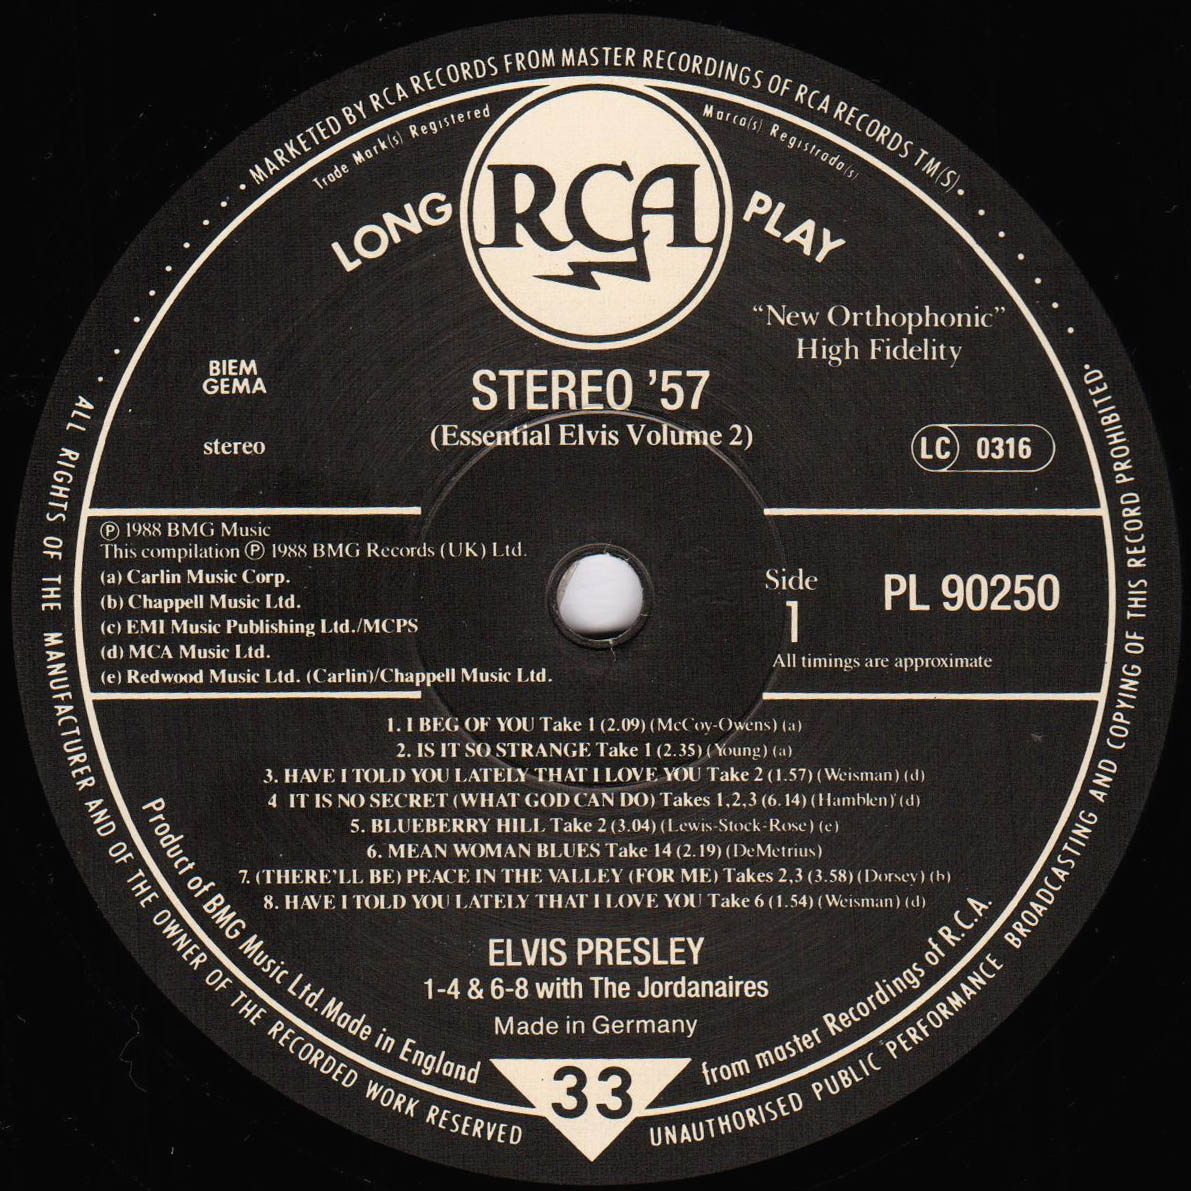 MARKETED BY RCA RECORDS FROM MASTER RECORDINGS OF RCA RECORDS TM(S).
Trade Mark(s) Registered
Marca(s) Registrada(s)
LONG RCA PLAY
"New Orthophonic"
High Fidelity
BIEM
GEMA
STEREO '57
(Essential Elvis Volume 2)
stereo
LC 0316
℗ 1988 BMG Music
This compilation ℗ 1988 BMG Records (UK) Ltd.
(a) Carlin Music Corp.
(b) Chappell Music Ltd.
(c) EMI Music Publishing Ltd./MCPS
(d) MCA Music Ltd.
(e) Redwood Music Ltd. (Carlin)/Chappell Music Ltd.
Side
1
PL 90250
All timings are approximate
1. I BEG OF YOU Take 1 (2.09) (McCoy-Owens) (a)
2. IS IT SO STRANGE Take 1 (2.35) (Young) (a)
3. HAVE I TOLD YOU LATELY THAT I LOVE YOU Take 2 (1.57) (Weisman) (d)
4 IT IS NO SECRET (WHAT GOD CAN DO) Takes 1,2,3 (6.14) (Hamblen) (d)
5. BLUEBERRY HILL Take 2 (3.04) (Lewis-Stock-Rose) (e)
6. MEAN WOMAN BLUES Take 14 (2.19) (DeMetrius)
7. (THERE'LL BE) PEACE IN THE VALLEY (FOR ME) Takes 2,3 (3.58) (Dorsey) (b)
8. HAVE I TOLD YOU LATELY THAT I LOVE YOU Take 6 (1.54) (Weisman) (d)
ELVIS PRESLEY
1-4 & 6-8 with The Jordanaires
Made in Germany
33
Product of BMG Music Ltd. Made in England
from master Recordings of R.C.A.
ALL RIGHTS OF THE MANUFACTURER AND OF THE OWNER OF THE RECORDED WORK RESERVED
UNAUTHORISED PUBLIC PERFORMANCE BROADCASTING AND COPYING OF THIS RECORD PROHIBITED.